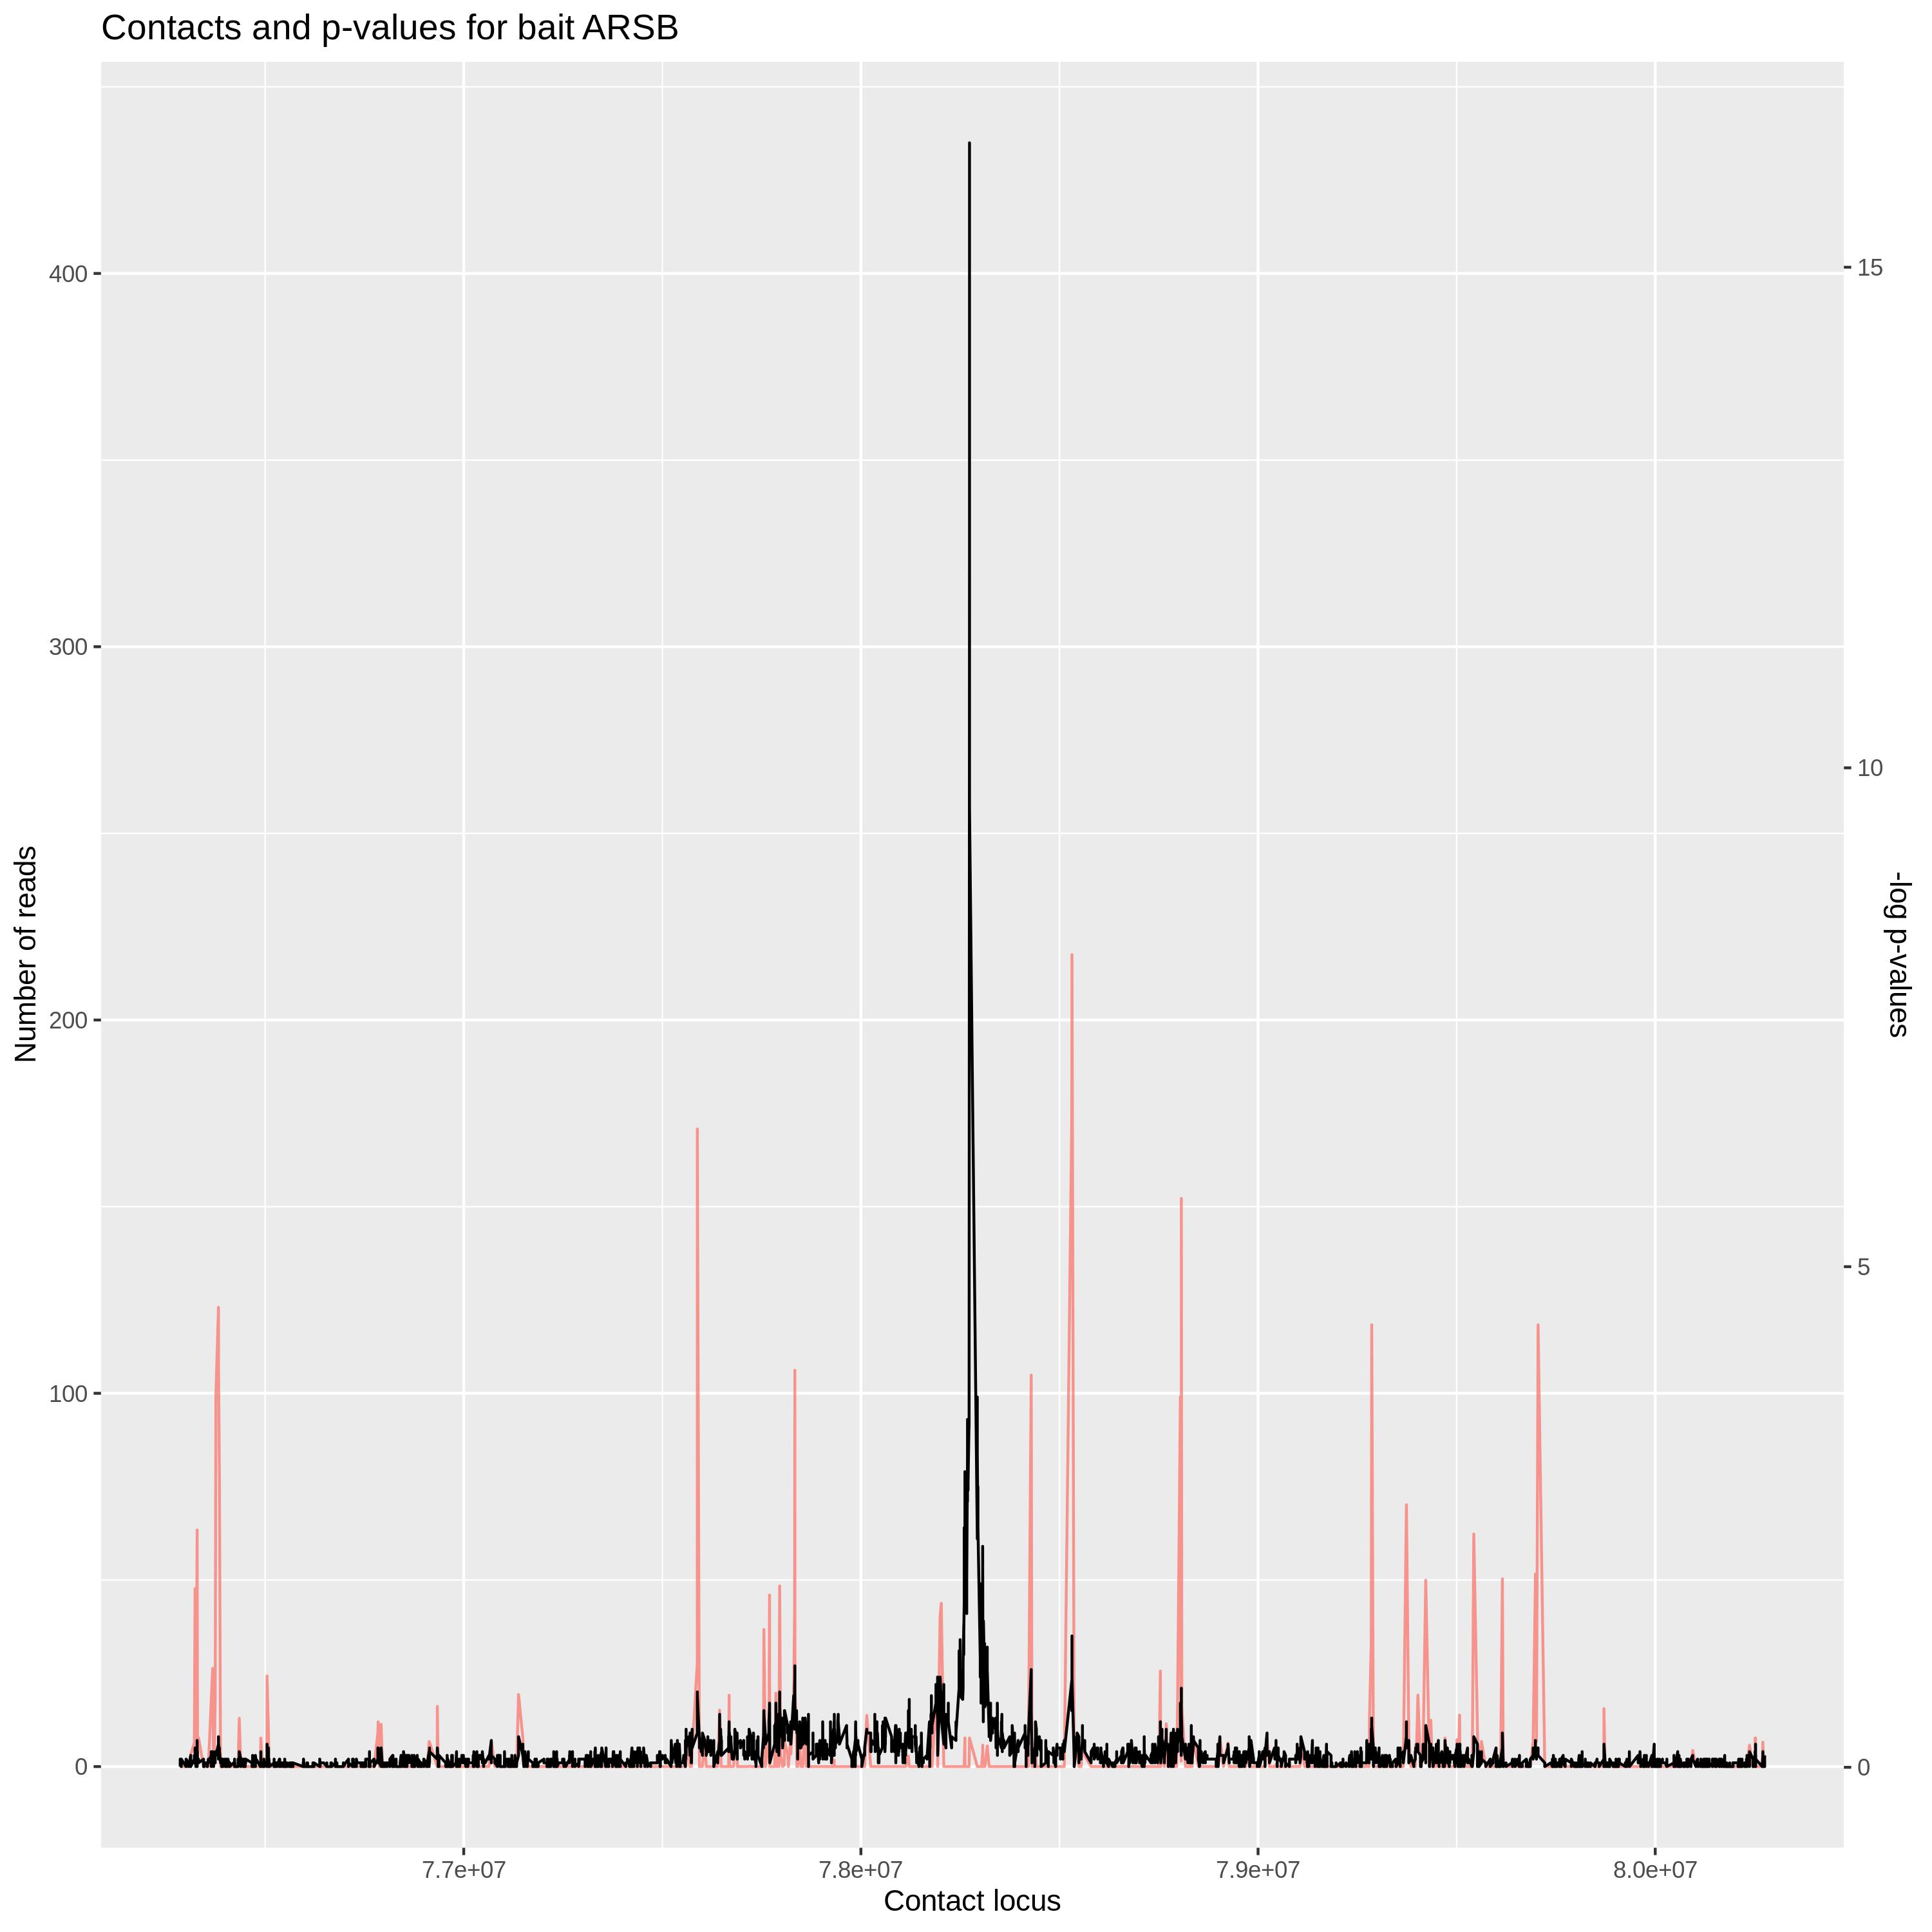 Contacts and p-values for bait ARSB
400
300
200
100
0
Number of reads
15
10
5
0
-log p-values
7.7e+07
7.8e+07
7.9e+07
8.0e+07
Contact locus